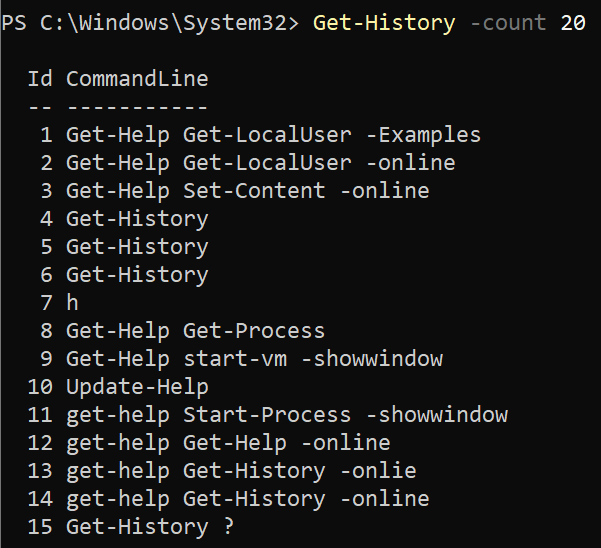 PS C:\Windows\System32> Get-History -count 20
Id CommandLine
-- -----------
1 Get-Help Get-LocalUser -Examples
2 Get-Help Get-LocalUser -online
3 Get-Help Set-Content -online
4 Get-History
5 Get-History
6 Get-History
7 h
8 Get-Help Get-Process
9 Get-Help start-vm -showwindow
10 Update-Help
11 get-help Start-Process -showwindow
12 get-help Get-Help -online
13 get-help Get-History -onlie
14 get-help Get-History -online
15 Get-History ?